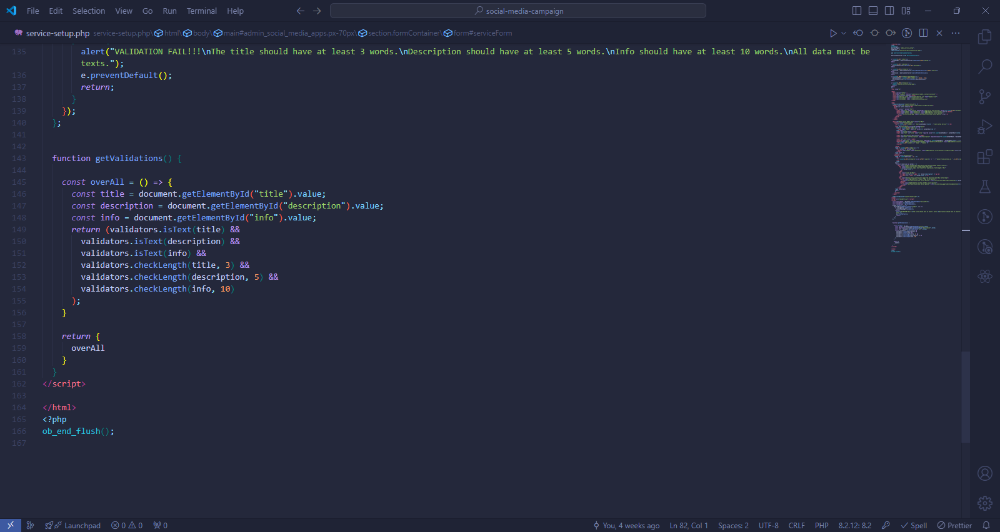 File Edit Selection View Go Run Terminal Help
social-media-campaign
service-setup.php service-setup.php\html\body\main#admin_social_media_apps.px-70px\section.formContainer\form#serviceForm
135 alert("VALIDATION FAIL!!!\nThe title should have at least 3 words.\nDescription should have at least 5 words.\nInfo should have at least 10 words.\nAll data must be
texts.");
136 e.preventDefault();
137 return;
138 }
139 });
140 };
141
142
143 function getValidations() {
144
145 const overAll = () => {
146 const title = document.getElementById("title").value;
147 const description = document.getElementById("description").value;
148 const info = document.getElementById("info").value;
149 return (validators.isText(title) &&
150 validators.isText(description) &&
151 validators.isText(info) &&
152 validators.checkLength(title, 3) &&
153 validators.checkLength(description, 5) &&
154 validators.checkLength(info, 10)
155 );
156 }
157
158 return {
159 overAll
160 }
161 }
162 </script>
163
164 </html>
165 <?php
166 ob_end_flush();
167
Launchpad 0 0 0 You, 4 weeks ago Ln 82, Col 1 Spaces: 2 UTF-8 CRLF PHP 8.2.12: 8.2 Spell Prettier